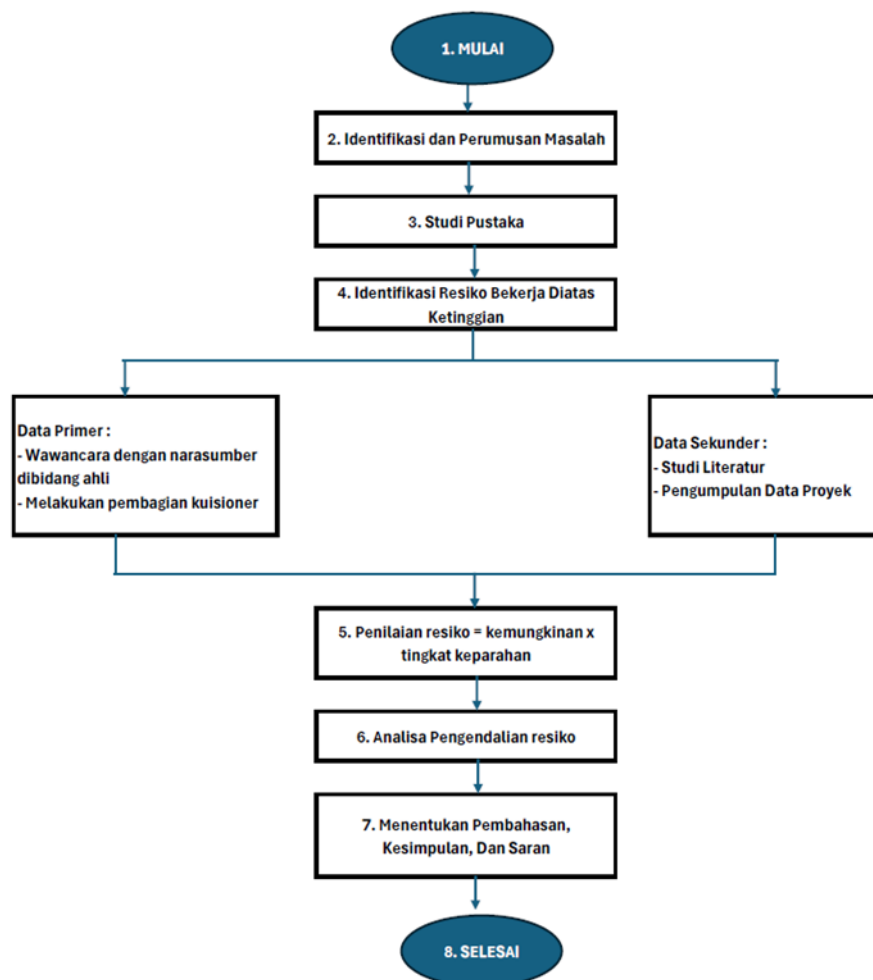 1. MULAI
2. Identifikasi dan Perumusan Masalah
3. Studi Pustaka
4. Identifikasi Resiko Bekerja Diatas
Ketinggian
Data Primer :
- Wawancara dengan narasumber
dibidang ahli
- Melakukan pembagian kuisioner
Data Sekunder :
- Studi Literatur
- Pengumpulan Data Proyek
5. Penilaian resiko = kemungkinan x
tingkat keparahan
6. Analisa Pengendalian resiko
7. Menentukan Pembahasan,
Kesimpulan, Dan Saran
8. SELESAI